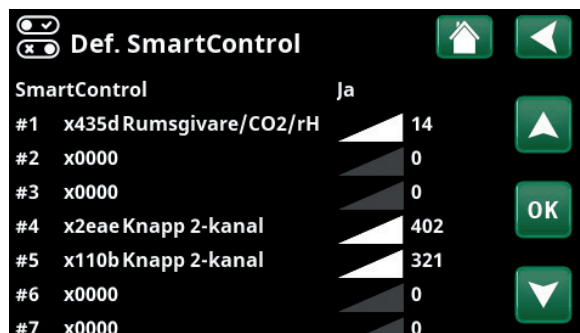 Def. SmartControl
SmartControl Ja
#1 x435d Rumsgivare/CO2/rH 14
#2 x0000 0
#3 x0000 0
OK
#4 x2eae Knapp 2-kanal 402
#5 x110b Knapp 2-kanal 321
#6 x0000 0
#7 x0000 0